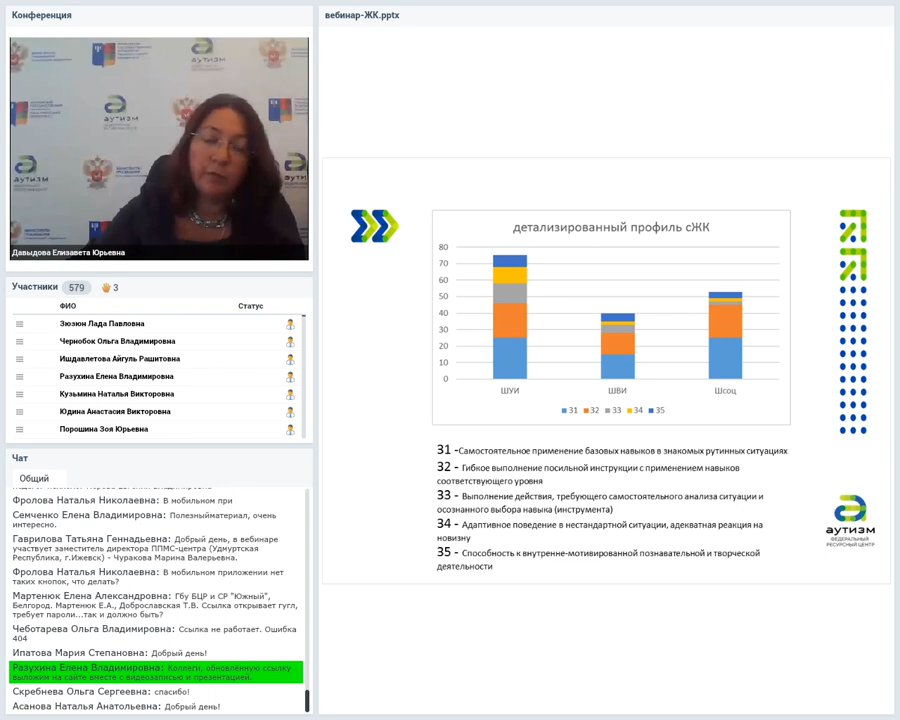 Конференция
вебинар-ЖК.pptx
аутизм
аутизм
аутизм
Давыдова Елизавета Юрьевна
Участники 579 3
ФИО Статус
Зюзюн Лада Павловна
Чернобок Ольга Владимировна
Ишдавлетова Айгуль Рашитовна
Разухина Елена Владимировна
Кузьмина Наталья Викторовна
Юдина Анастасия Викторовна
Порошина Зоя Юрьевна
Чат
Общий
Фролова Наталья Николаевна: В мобильном при
Семченко Елена Владимировна: Полезныйматериал, очень
интересно.
Гаврилова Татьяна Геннадьевна: Добрый день, в вебинаре
участвует заместитель директора ППМС-центра (Удмуртская
Республика, г.Ижевск) - Чуракова Марина Валерьевна.
Фролова Наталья Николаевна: В мобильном приложении нет
таких кнопок, что делать?
Мартенюк Елена Александровна: Гбу БЦР и СР "Южный",
Белгород. Мартенюк Е.А., Доброславская Т.В. Ссылка открывает гугл,
требует пароли...так и должно быть?
Чеботарева Ольга Владимировна: Ссылка не работает. Ошибка
404
Ипатова Мария Степановна: Добрый день!
Разухина Елена Владимировна: Коллеги, обновлённую ссылку
выложим на сайте вместе с видеозаписью и презентацией.
Скребнева Ольга Сергеевна: спасибо!
Асанова Наталья Анатольевна: Добрый день!
детализированный профиль сЖК
80
70
60
50
40
30
20
10
0
ШУИ ШВИ Шсоц
31 32 33 34 35
31 -Самостоятельное применение базовых навыков в знакомых рутинных ситуациях
32 - Гибкое выполнение посильной инструкции с применением навыков
соответствующего уровня
33 - Выполнение действия, требующего самостоятельного анализа ситуации и
осознанного выбора навыка (инструмента)
34 - Адаптивное поведение в нестандартной ситуации, адекватная реакция на
новизну
35 - Способность к внутренне-мотивированной познавательной и творческой
деятельности
аутизм
ФЕДЕРАЛЬНЫЙ
РЕСУРСНЫЙ ЦЕНТР